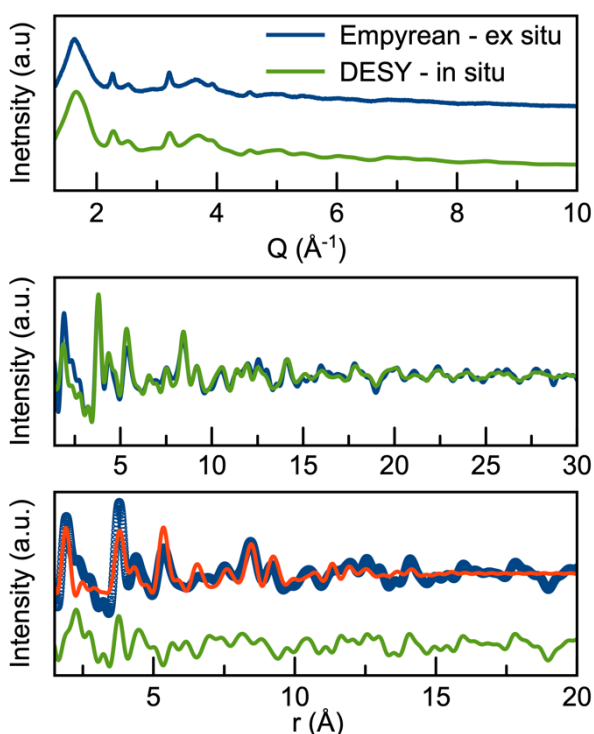 Inetnsity (a.u)
Empyrean - ex situ
DESY - in situ
2 4 6 8 10
Q (Å⁻¹)
Intensity (a.u.)
5 10 15 20 25 30
Intensity (a.u.)
5 10 15 20
r (Å)